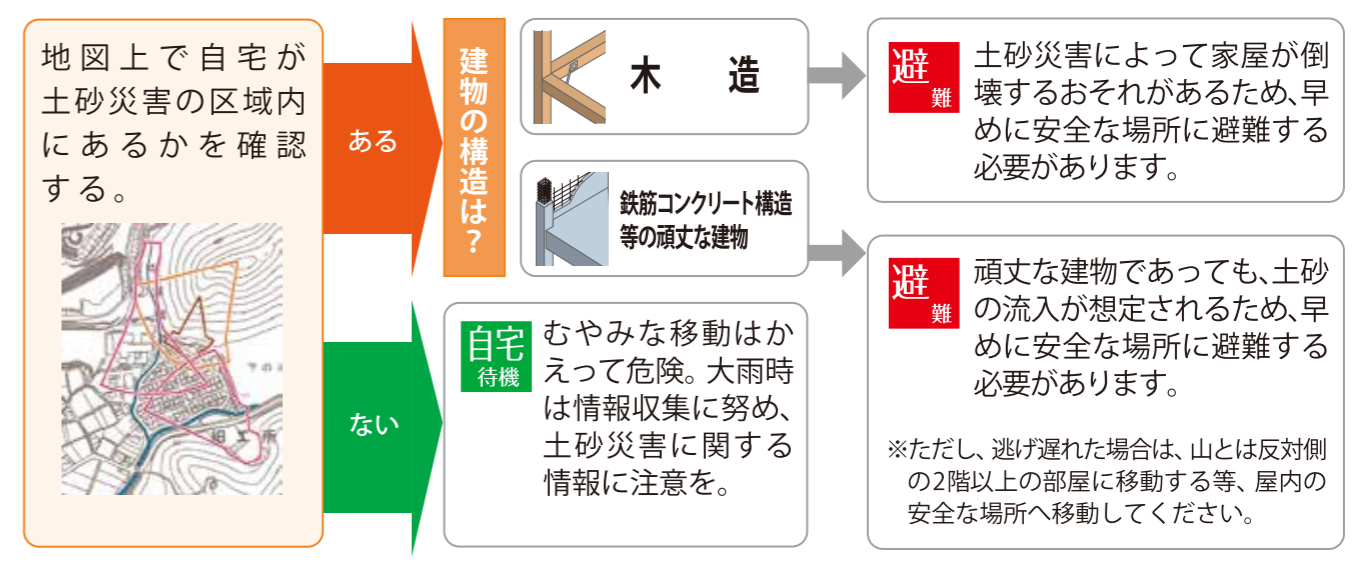 地図上で自宅が
土砂災害の区域内
にあるかを確認
する。
ある
ない
建物の構造は?
木造
鉄筋コンクリート構造
等の頑丈な建物
避難
土砂災害によって家屋が倒
壊するおそれがあるため、早
めに安全な場所に避難する
必要があります。
避難
頑丈な建物であっても、土砂
の流入が想定されるため、早
めに安全な場所に避難する
必要があります。
※ただし、逃げ遅れた場合は、山とは反対側
の2階以上の部屋に移動する等、屋内の
安全な場所へ移動してください。
自宅
待機
むやみな移動はか
えって危険。大雨時
は情報収集に努め、
土砂災害に関する
情報に注意を。